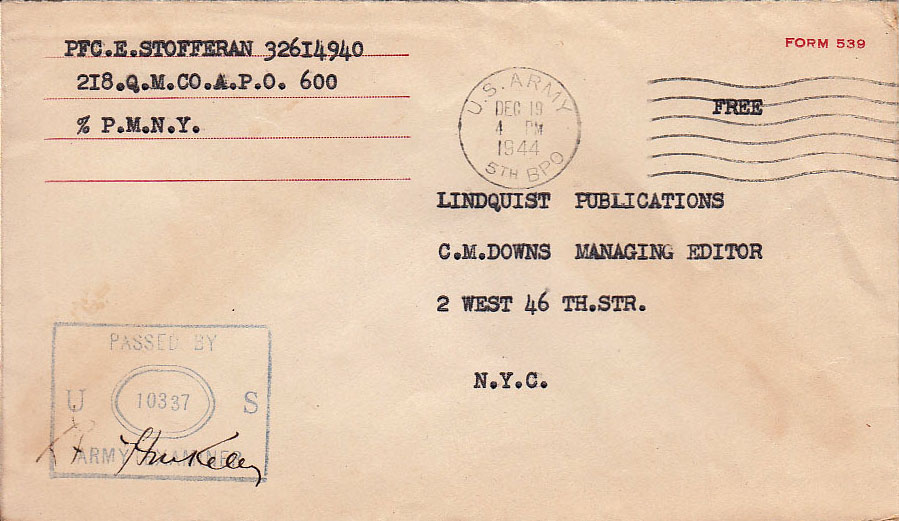 PFC.E.STOFFERAN 32614940
218.Q.M.CO.A.P.O. 600
% P.M.N.Y.
FORM 539
U.S. ARMY
DEC 19
4 PM
1944
5TH BPO
FREE
LINDQUIST PUBLICATIONS
C.M.DOWNS MANAGING EDITOR
2 WEST 46 TH.STR.
N.Y.C.
PASSED BY
U 10337 S
ARMY EXAMINER